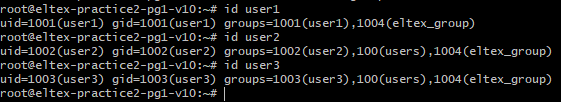 root@eltex-practice2-pg1-v10:~# id user1
uid=1001(user1) gid=1001(user1) groups=1001(user1),1004(eltex_group)
root@eltex-practice2-pg1-v10:~# id user2
uid=1002(user2) gid=1002(user2) groups=1002(user2),100(users),1004(eltex_group)
root@eltex-practice2-pg1-v10:~# id user3
uid=1003(user3) gid=1003(user3) groups=1003(user3),100(users),1004(eltex_group)
root@eltex-practice2-pg1-v10:~#